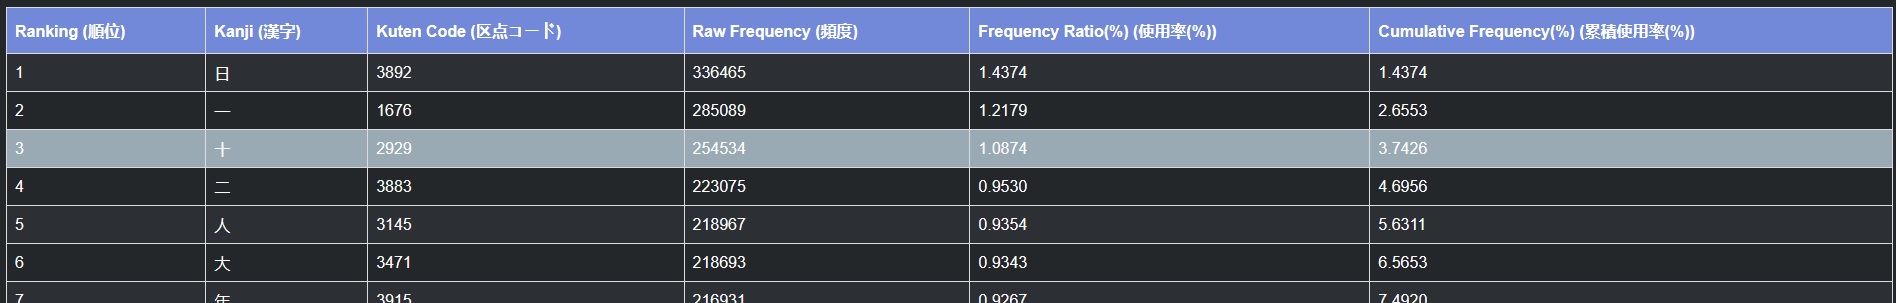 Ranking (順位) Kanji (漢字) Kuten Code (区点コード) Raw Frequency (頻度) Frequency Ratio(%) (使用率(%)) Cumulative Frequency(%) (累積使用率(%))
1 日 3892 336465 1.4374 1.4374
2 一 1676 285089 1.2179 2.6553
3 十 2929 254534 1.0874 3.7426
4 二 3883 223075 0.9530 4.6956
5 人 3145 218967 0.9354 5.6311
6 大 3471 218693 0.9343 6.5653
7 年 3915 216931 0.9267 7.4920